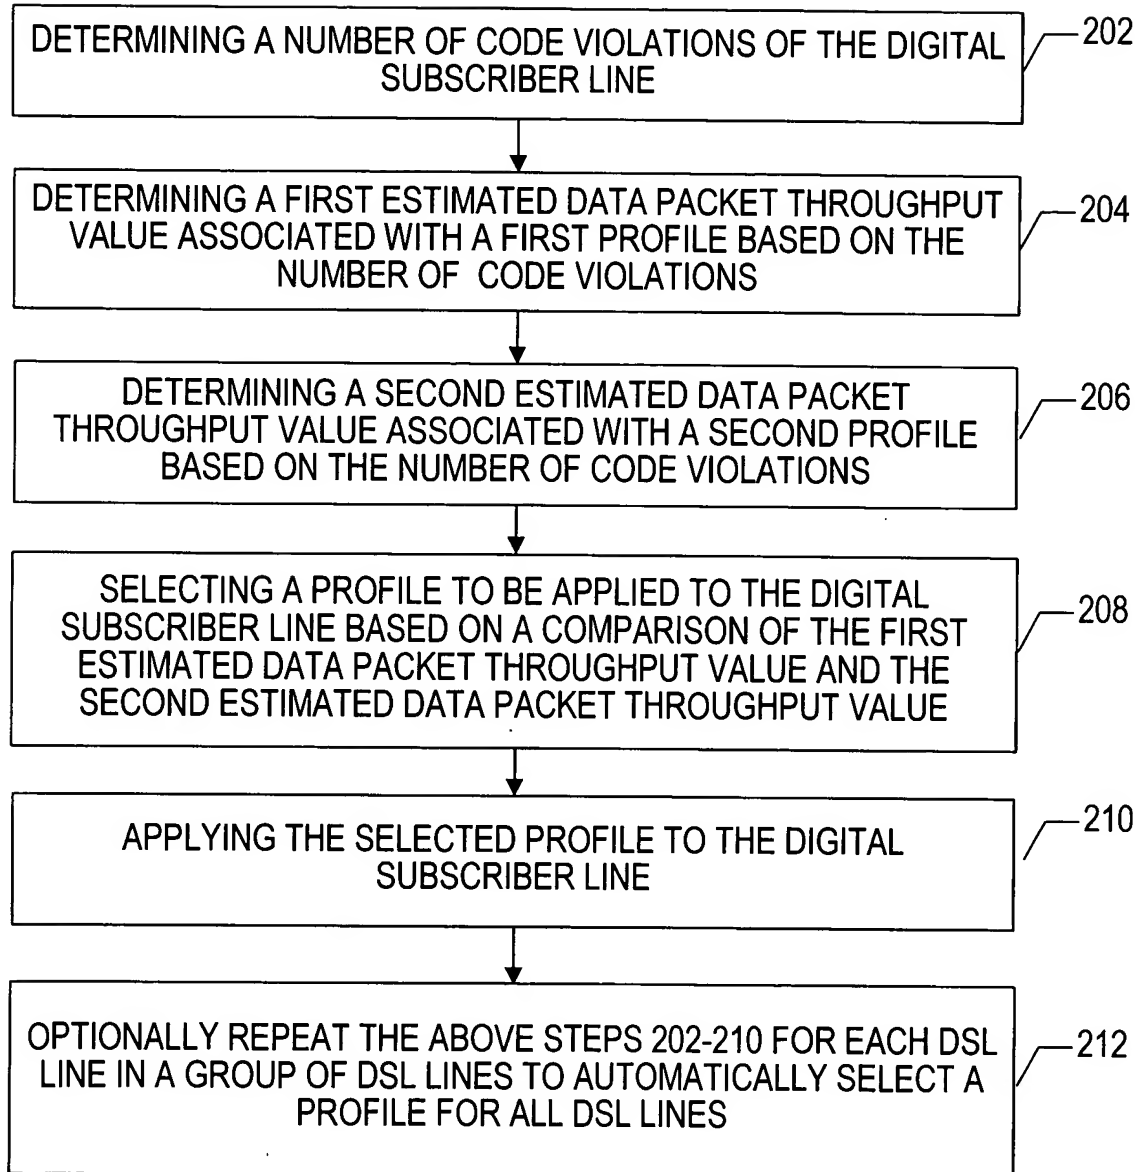 DETERMINING A NUMBER OF CODE VIOLATIONS OF THE DIGITAL
SUBSCRIBER LINE
202
DETERMINING A FIRST ESTIMATED DATA PACKET THROUGHPUT
VALUE ASSOCIATED WITH A FIRST PROFILE BASED ON THE
NUMBER OF CODE VIOLATIONS
204
DETERMINING A SECOND ESTIMATED DATA PACKET
THROUGHPUT VALUE ASSOCIATED WITH A SECOND PROFILE
BASED ON THE NUMBER OF CODE VIOLATIONS
206
SELECTING A PROFILE TO BE APPLIED TO THE DIGITAL
SUBSCRIBER LINE BASED ON A COMPARISON OF THE FIRST
ESTIMATED DATA PACKET THROUGHPUT VALUE AND THE
SECOND ESTIMATED DATA PACKET THROUGHPUT VALUE
208
APPLYING THE SELECTED PROFILE TO THE DIGITAL
SUBSCRIBER LINE
210
OPTIONALLY REPEAT THE ABOVE STEPS 202-210 FOR EACH DSL
LINE IN A GROUP OF DSL LINES TO AUTOMATICALLY SELECT A
PROFILE FOR ALL DSL LINES
212